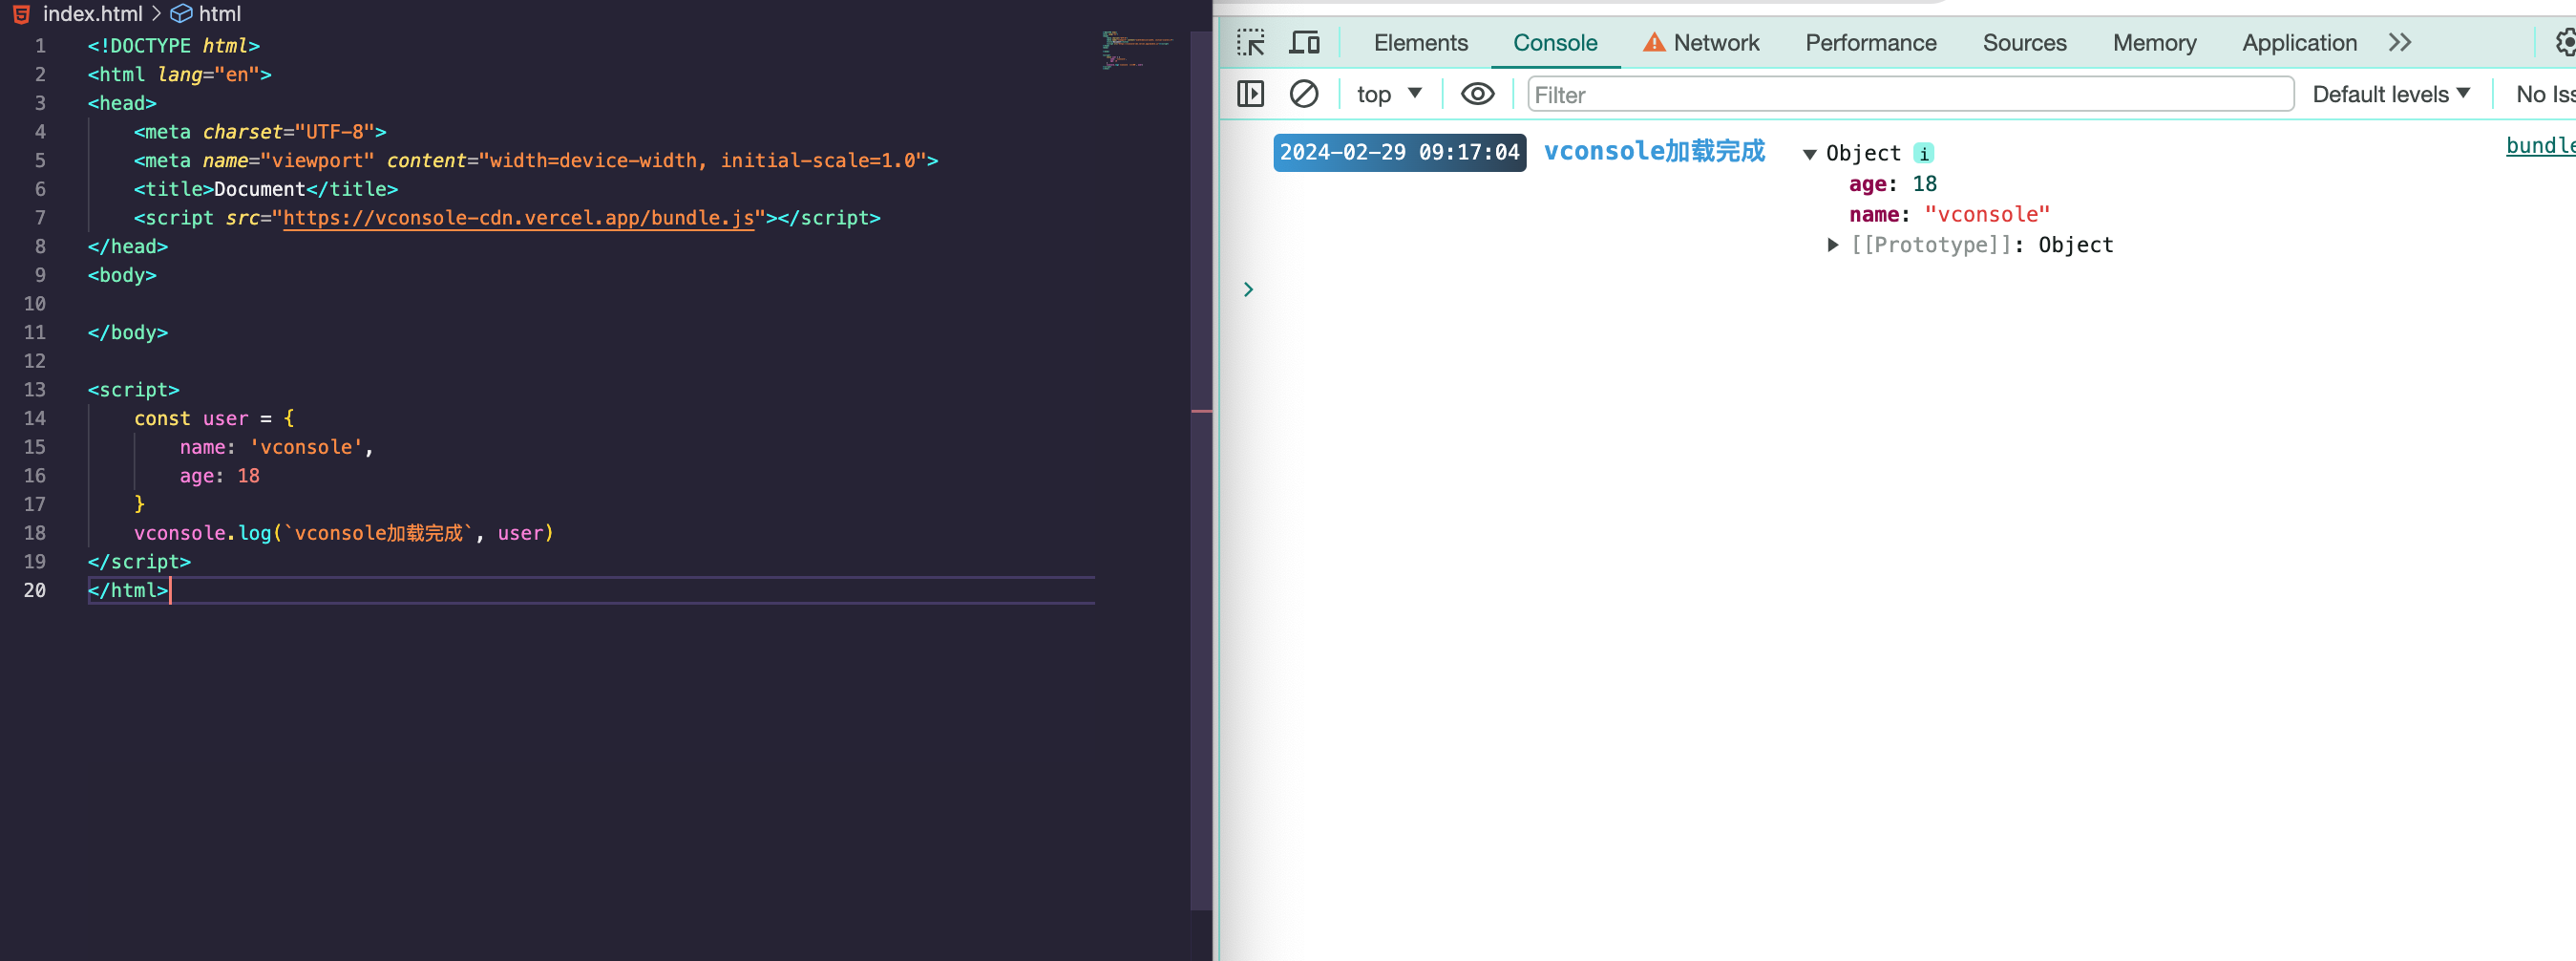 index.html > html
1 <!DOCTYPE html>
2 <html lang="en">
3 <head>
4 <meta charset="UTF-8">
5 <meta name="viewport" content="width=device-width, initial-scale=1.0">
6 <title>Document</title>
7 <script src="https://vconsole-cdn.vercel.app/bundle.js"></script>
8 </head>
9 <body>
10
11 </body>
12
13 <script>
14 const user = {
15 name: 'vconsole',
16 age: 18
17 }
18 vconsole.log(`vconsole加载完成`, user)
19 </script>
20 </html>
Elements Console Network Performance Sources Memory Application
top Filter Default levels No Iss
2024-02-29 09:17:04 vconsole加载完成 Object i bundle
age: 18
name: "vconsole"
[[Prototype]]: Object